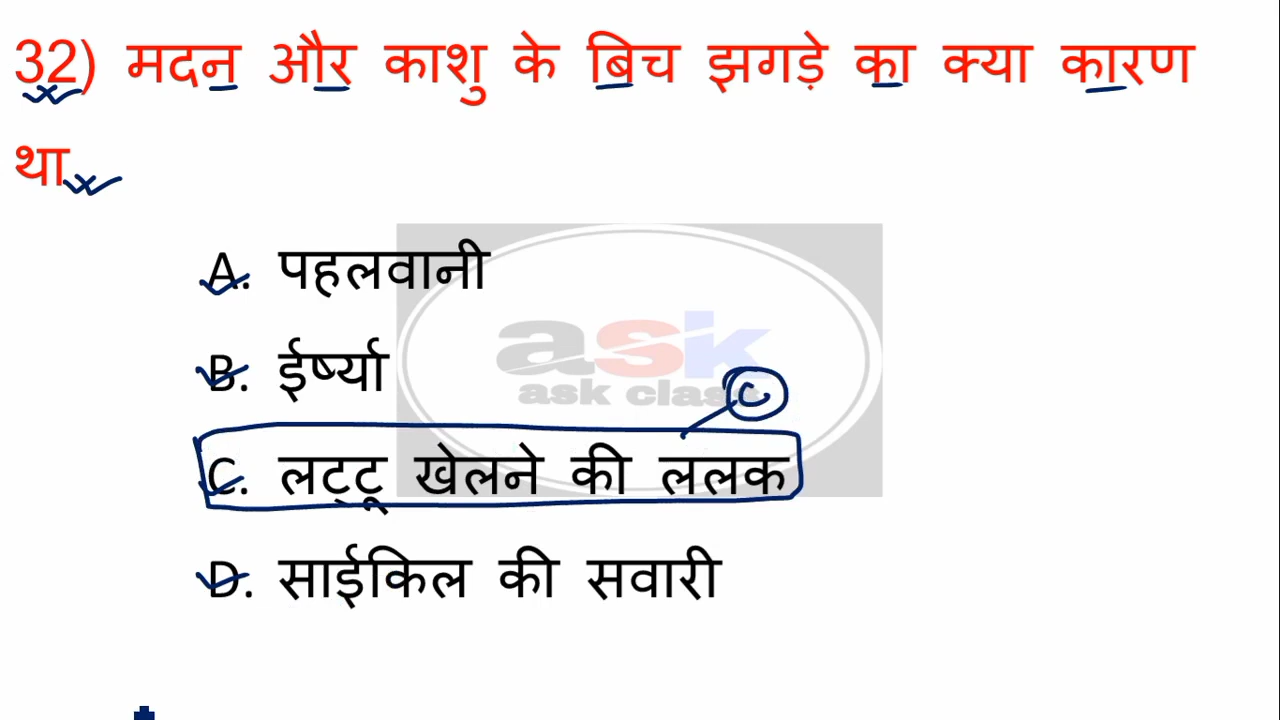 32) मदन और काशु के बिच झगड़े का क्या कारण
था
A. पहलवानी
B. ईर्ष्या
ask
ask class
C
C. लट्टू खेलने की ललक
D. साईकिल की सवारी